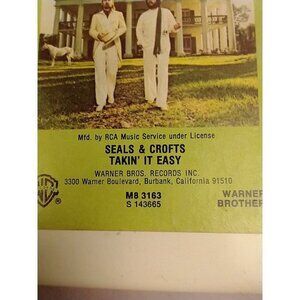 Mfd. by RCA Music Service under License
SEALS & CROFTS
TAKIN' IT EASY
WARNER BROS. RECORDS INC.
3300 Warner Boulevard, Burbank, California 91510
M8 3163
S 143665
WB
WARNER
BROTHER